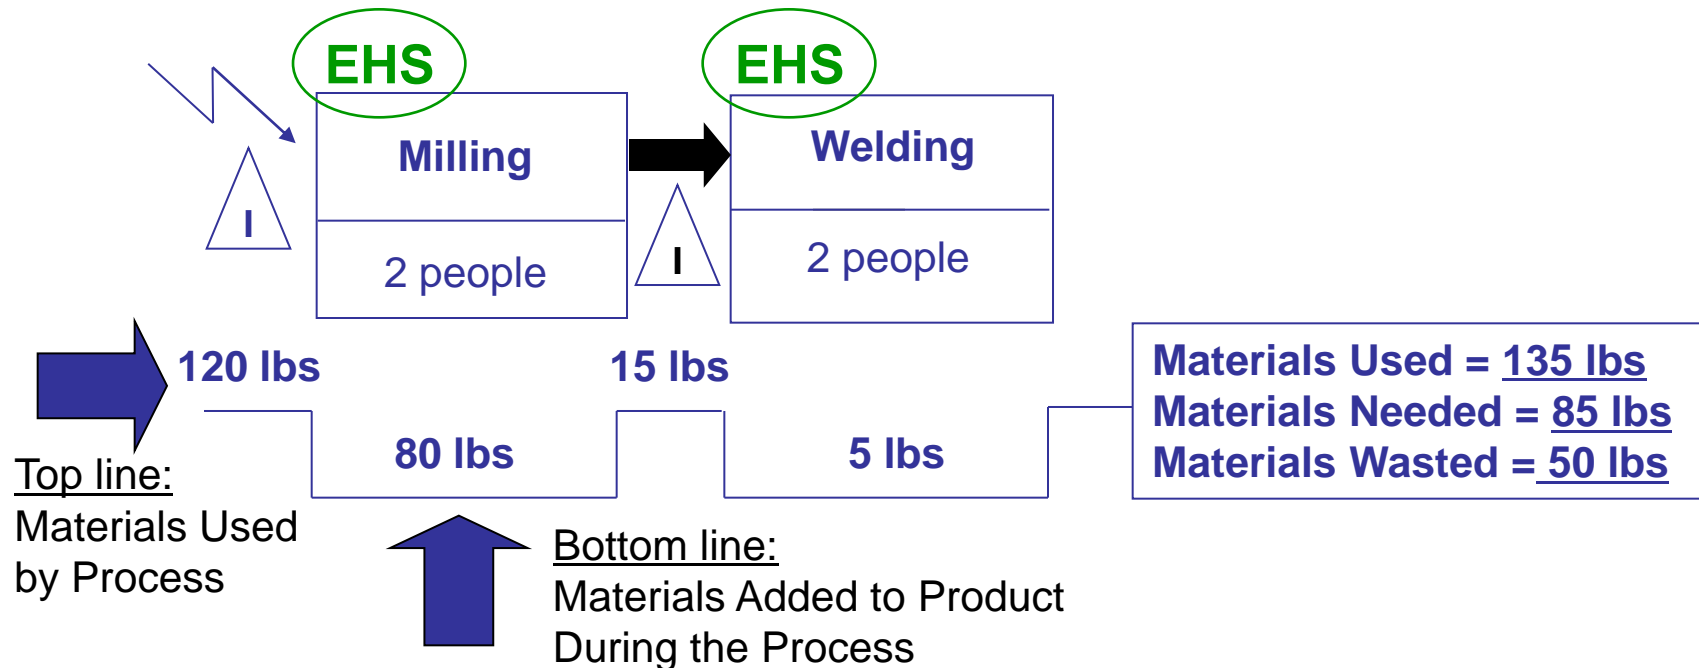 EHS
EHS
Milling
Welding
I
I
2 people
2 people
120 lbs
15 lbs
80 lbs
5 lbs
Materials Used = 135 lbs
Materials Needed = 85 lbs
Materials Wasted = 50 lbs
Top line:
Materials Used
by Process
Bottom line:
Materials Added to Product
During the Process